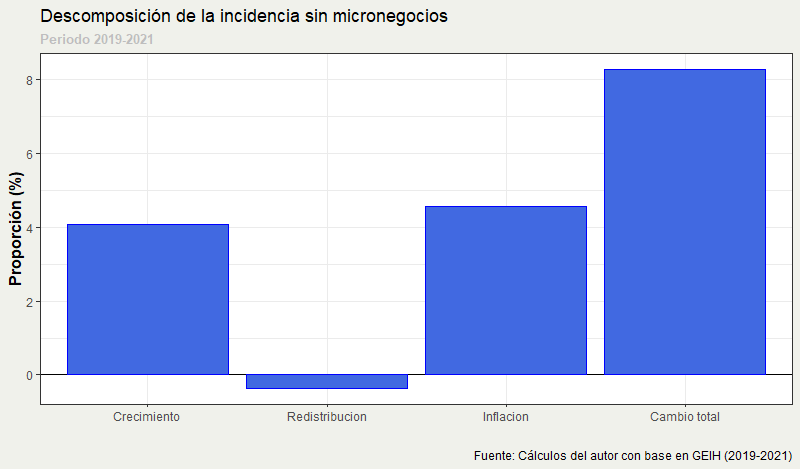 Descomposición de la incidencia sin micronegocios
Periodo 2019-2021
Proporción (%)
8
6
4
2
0
Crecimiento Redistribucion Inflacion Cambio total
Fuente: Cálculos del autor con base en GEIH (2019-2021)